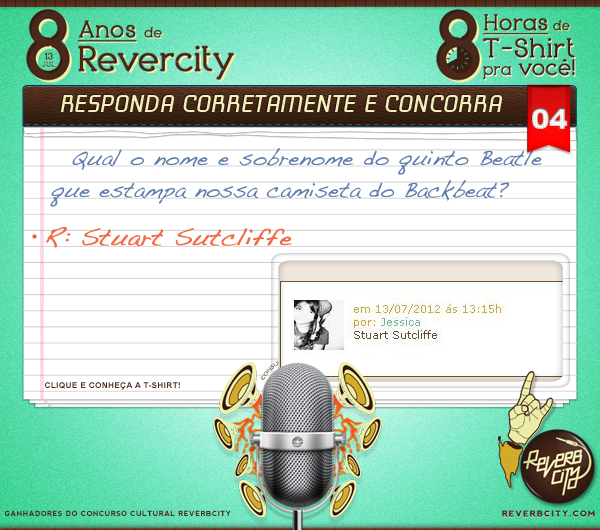 8 Anos de
13
JUL
Revercity
8 Horas de
T-Shirt
pra você!
RESPONDA CORRETAMENTE E CONCORRA
04
Qual o nome e sobrenome do quinto Beatle
que estampa nossa camiseta do Backbeat?
• R: Stuart Sutcliffe
em 13/07/2012 ás 13:15h
por: Jessica
Stuart Sutcliffe
CLIQUE E CONHEÇA A T-SHIRT!
REVERB
CITY
GANHADORES DO CONCURSO CULTURAL REVERBCITY
REVERBCITY.COM